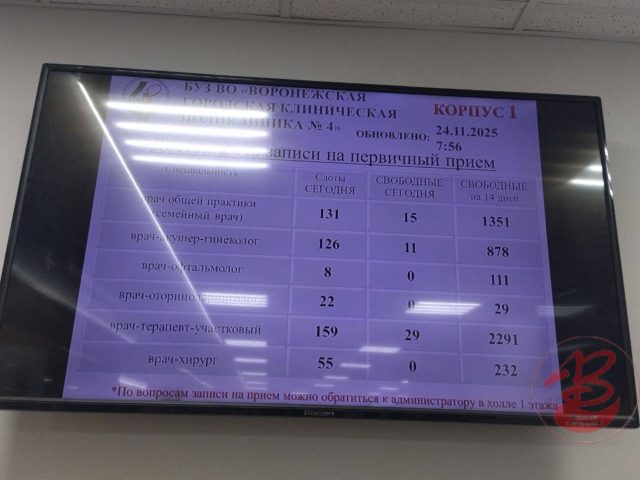 БУЗ ВО «ВОРОНЕЖСКАЯ
ГОРОДСКАЯ КЛИНИЧЕСКАЯ
ПОЛИКЛИНИКА № 4»
КОРПУС 1
ОБНОВЛЕНО: 24.11.2025
7:56
записи на первичный прием
Специальность Слоты СЕГОДНЯ СВОБОДНЫЕ СЕГОДНЯ СВОБОДНЫЕ на 14 дней
врач общей практики (семейный врач) 131 15 1351
врач-акушер-гинеколог 126 11 878
врач-офтальмолог 8 0 111
врач-оториноларинголог 22 0 29
врач-терапевт-участковый 159 29 2291
врач-хирург 55 0 232
*По вопросам записи на прием можно обратиться к администратору в холле 1 этажа